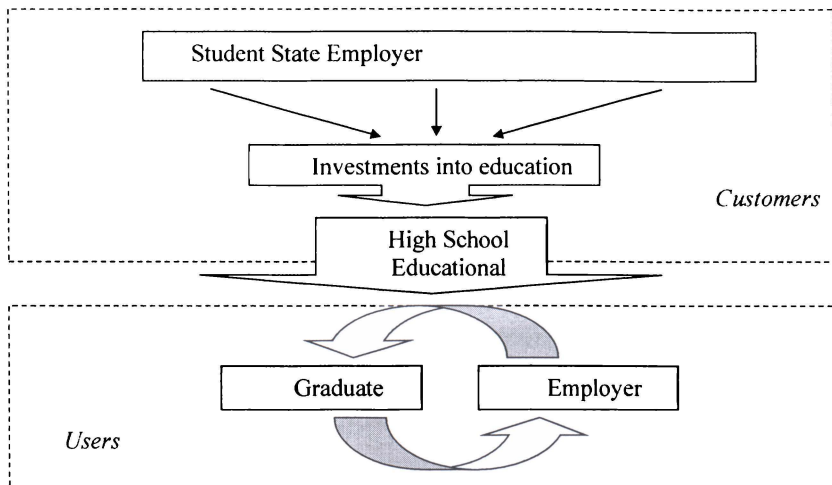 Student State Employer
Investments into education
Customers
High School
Educational
Graduate
Employer
Users